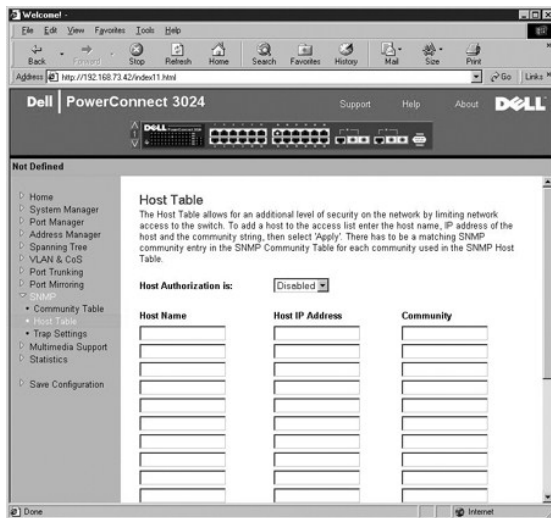 Welcome! -
File Edit View Favorites Tools Help
Back Forward Stop Refresh Home Search Favorites History Mail Size Print
Address http://192.168.73.42/index11.html Go Links
Dell PowerConnect 3024
Support Help About DELL
DELL
Not Defined
Home
System Manager
Port Manager
Address Manager
Spanning Tree
VLAN & CoS
Port Trunking
Port Mirroring
SNMP
Community Table
Host Table
Trap Settings
Multimedia Support
Statistics
Save Configuration
Host Table
The Host Table allows for an additional level of security on the network by limiting network
access to the switch. To add a host to the access list enter the host name, IP address of the
host and the community string, then select 'Apply'. There has to be a matching SNMP
community entry in the SNMP Community Table for each community used in the SNMP Host
Table.
Host Authorization is: Disabled
Host Name Host IP Address Community
Done Internet